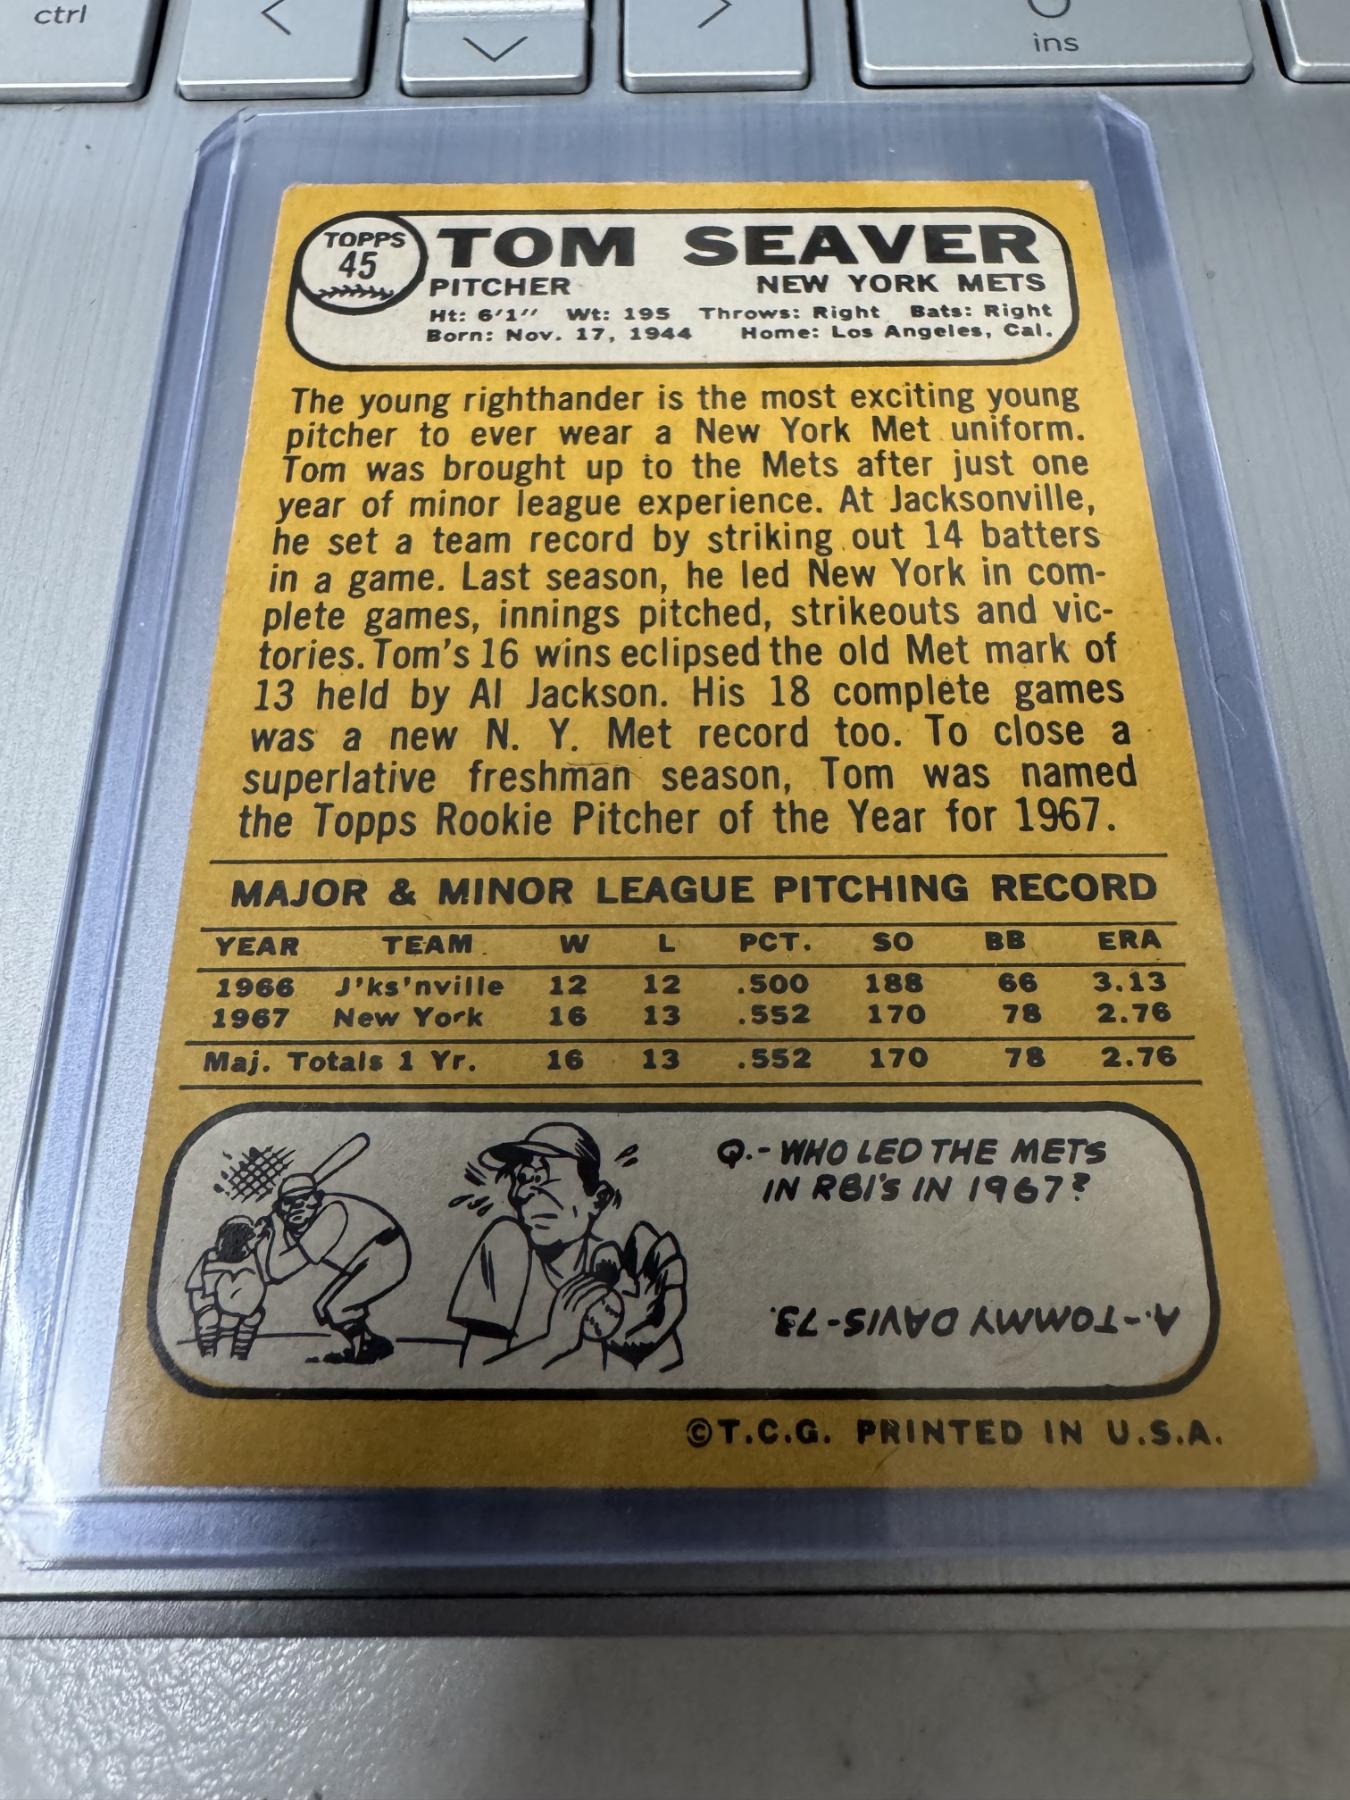 ctrl
ins
TOPPS
45
TOM SEAVER
PITCHER NEW YORK METS
Ht: 6'1" Wt: 195 Throws: Right Bats: Right
Born: Nov. 17, 1944 Home: Los Angeles, Cal.
The young righthander is the most exciting young
pitcher to ever wear a New York Met uniform.
Tom was brought up to the Mets after just one
year of minor league experience. At Jacksonville,
he set a team record by striking out 14 batters
in a game. Last season, he led New York in com-
plete games, innings pitched, strikeouts and vic-
tories. Tom's 16 wins eclipsed the old Met mark of
13 held by Al Jackson. His 18 complete games
was a new N. Y. Met record too. To close a
superlative freshman season, Tom was named
the Topps Rookie Pitcher of the Year for 1967.
MAJOR & MINOR LEAGUE PITCHING RECORD
YEAR TEAM W L PCT. SO BB ERA
1966 J'ks'nville 12 12 .500 188 66 3.13
1967 New York 16 13 .552 170 78 2.76
Maj. Totals 1 Yr. 16 13 .552 170 78 2.76
Q.- WHO LED THE METS
IN RBI'S IN 1967?
A.-TOMMY DAVIS-73.
©T.C.G. PRINTED IN U.S.A.